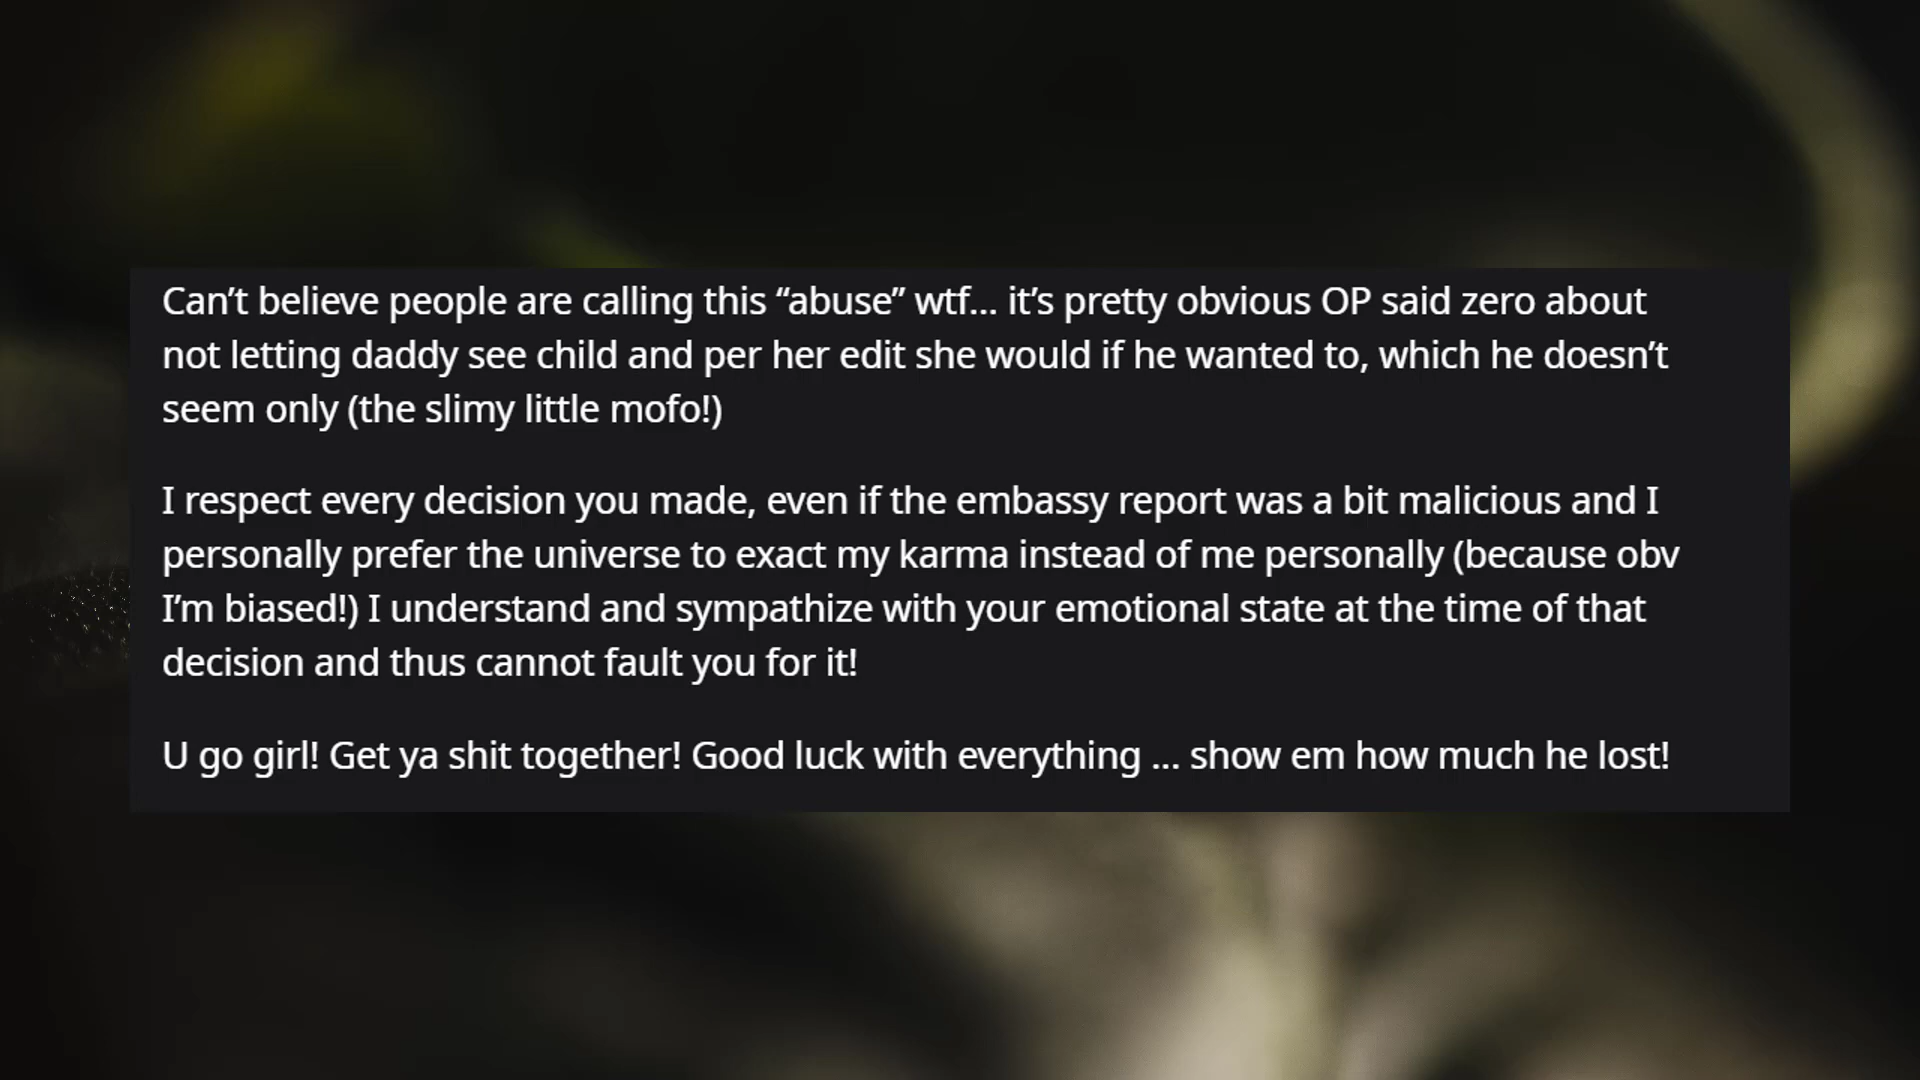 Can’t believe people are calling this “abuse” wtf... it’s pretty obvious OP said zero about
not letting daddy see child and per her edit she would if he wanted to, which he doesn’t
seem only (the slimy little mofo!)
I respect every decision you made, even if the embassy report was a bit malicious and I
personally prefer the universe to exact my karma instead of me personally (because obv
I’m biased!) I understand and sympathize with your emotional state at the time of that
decision and thus cannot fault you for it!
U go girl! Get ya shit together! Good luck with everything ... show em how much he lost!